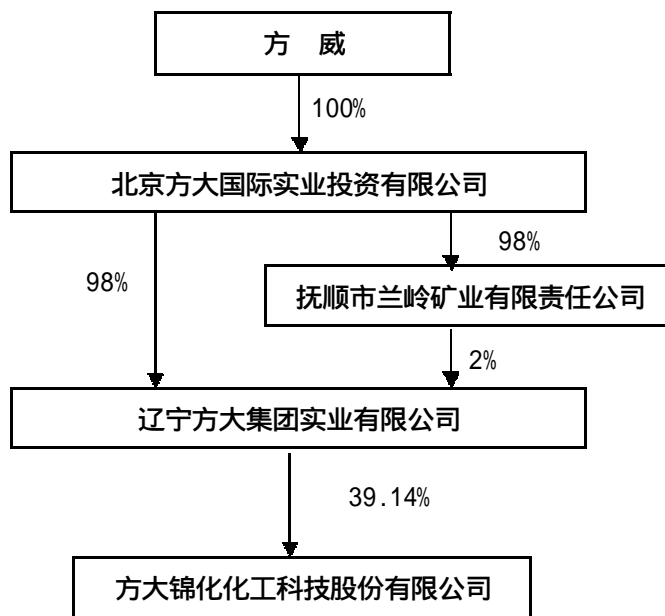 方 威
100%
北京方大国际实业投资有限公司
98%
98%
抚顺市兰岭矿业有限责任公司
2%
辽宁方大集团实业有限公司
39.14%
方大锦化化工科技股份有限公司